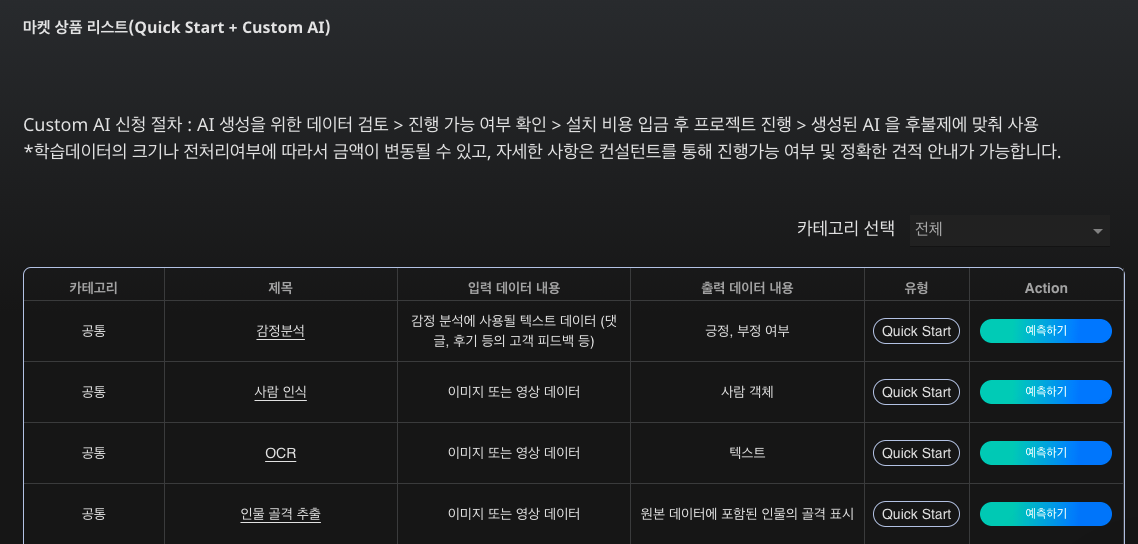 마켓 상품 리스트(Quick Start + Custom AI)
Custom AI 신청 절차 : AI 생성을 위한 데이터 검토 > 진행 가능 여부 확인 > 설치 비용 입금 후 프로젝트 진행 > 생성된 AI 을 후불제에 맞춰 사용
*학습데이터의 크기나 전처리여부에 따라서 금액이 변동될 수 있고, 자세한 사항은 컨설턴트를 통해 진행가능 여부 및 정확한 견적 안내가 가능합니다.
카테고리 선택 전체
카테고리 제목 입력 데이터 내용 출력 데이터 내용 유형 Action
공통 감정분석 감정 분석에 사용될 텍스트 데이터 (댓
글, 후기 등의 고객 피드백 등) 긍정, 부정 여부 Quick Start 예측하기
공통 사람 인식 이미지 또는 영상 데이터 사람 객체 Quick Start 예측하기
공통 OCR 이미지 또는 영상 데이터 텍스트 Quick Start 예측하기
공통 인물 골격 추출 이미지 또는 영상 데이터 원본 데이터에 포함된 인물의 골격 표시 Quick Start 예측하기